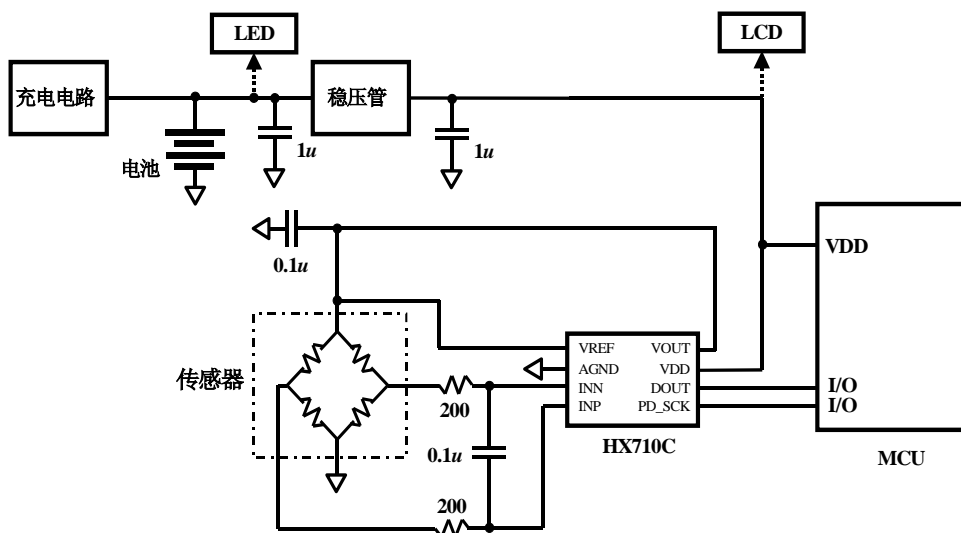 LED
LCD
充电电路
稳压管
电池
1u
1u
0.1u
VDD
传感器
VREF
AGND
INN
INP
VOUT
VDD
DOUT
PD_SCK
I/O
I/O
200
0.1u
200
HX710C
MCU